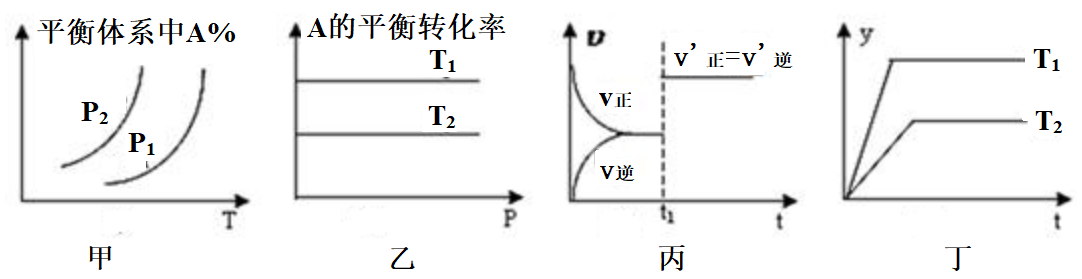 平衡体系中A%
P₂
P₁
T
甲
A的平衡转化率
T₁
T₂
P
乙
υ
v'正=v'逆
v正
v逆
t₁
t
丙
y
T₁
T₂
t
丁